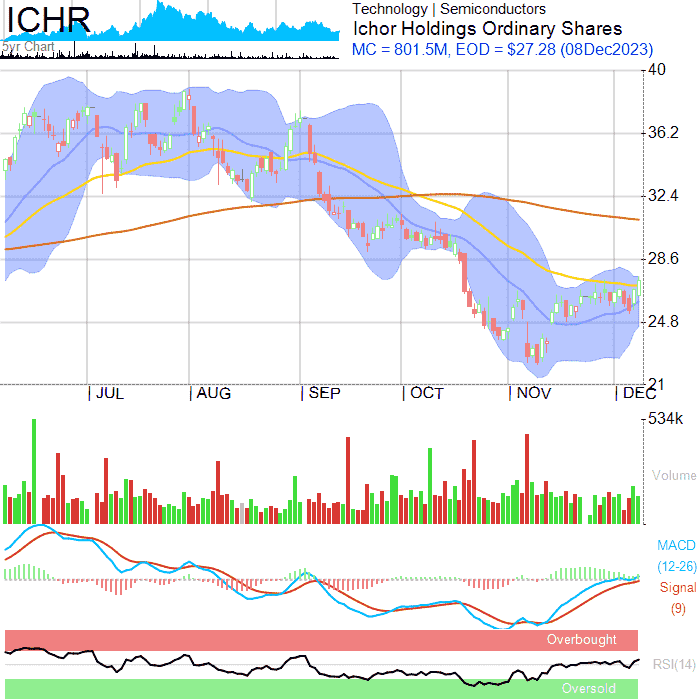 ICHR
5yr Chart
Technology | Semiconductors
Ichor Holdings Ordinary Shares
MC = 801.5M, EOD = $27.28 (08Dec2023)
40
36.2
32.4
28.6
24.8
21
| JUL | AUG | SEP | OCT | NOV | DEC
534k
Volume
MACD
(12-26)
Signal
(9)
Overbought
RSI(14)
Oversold